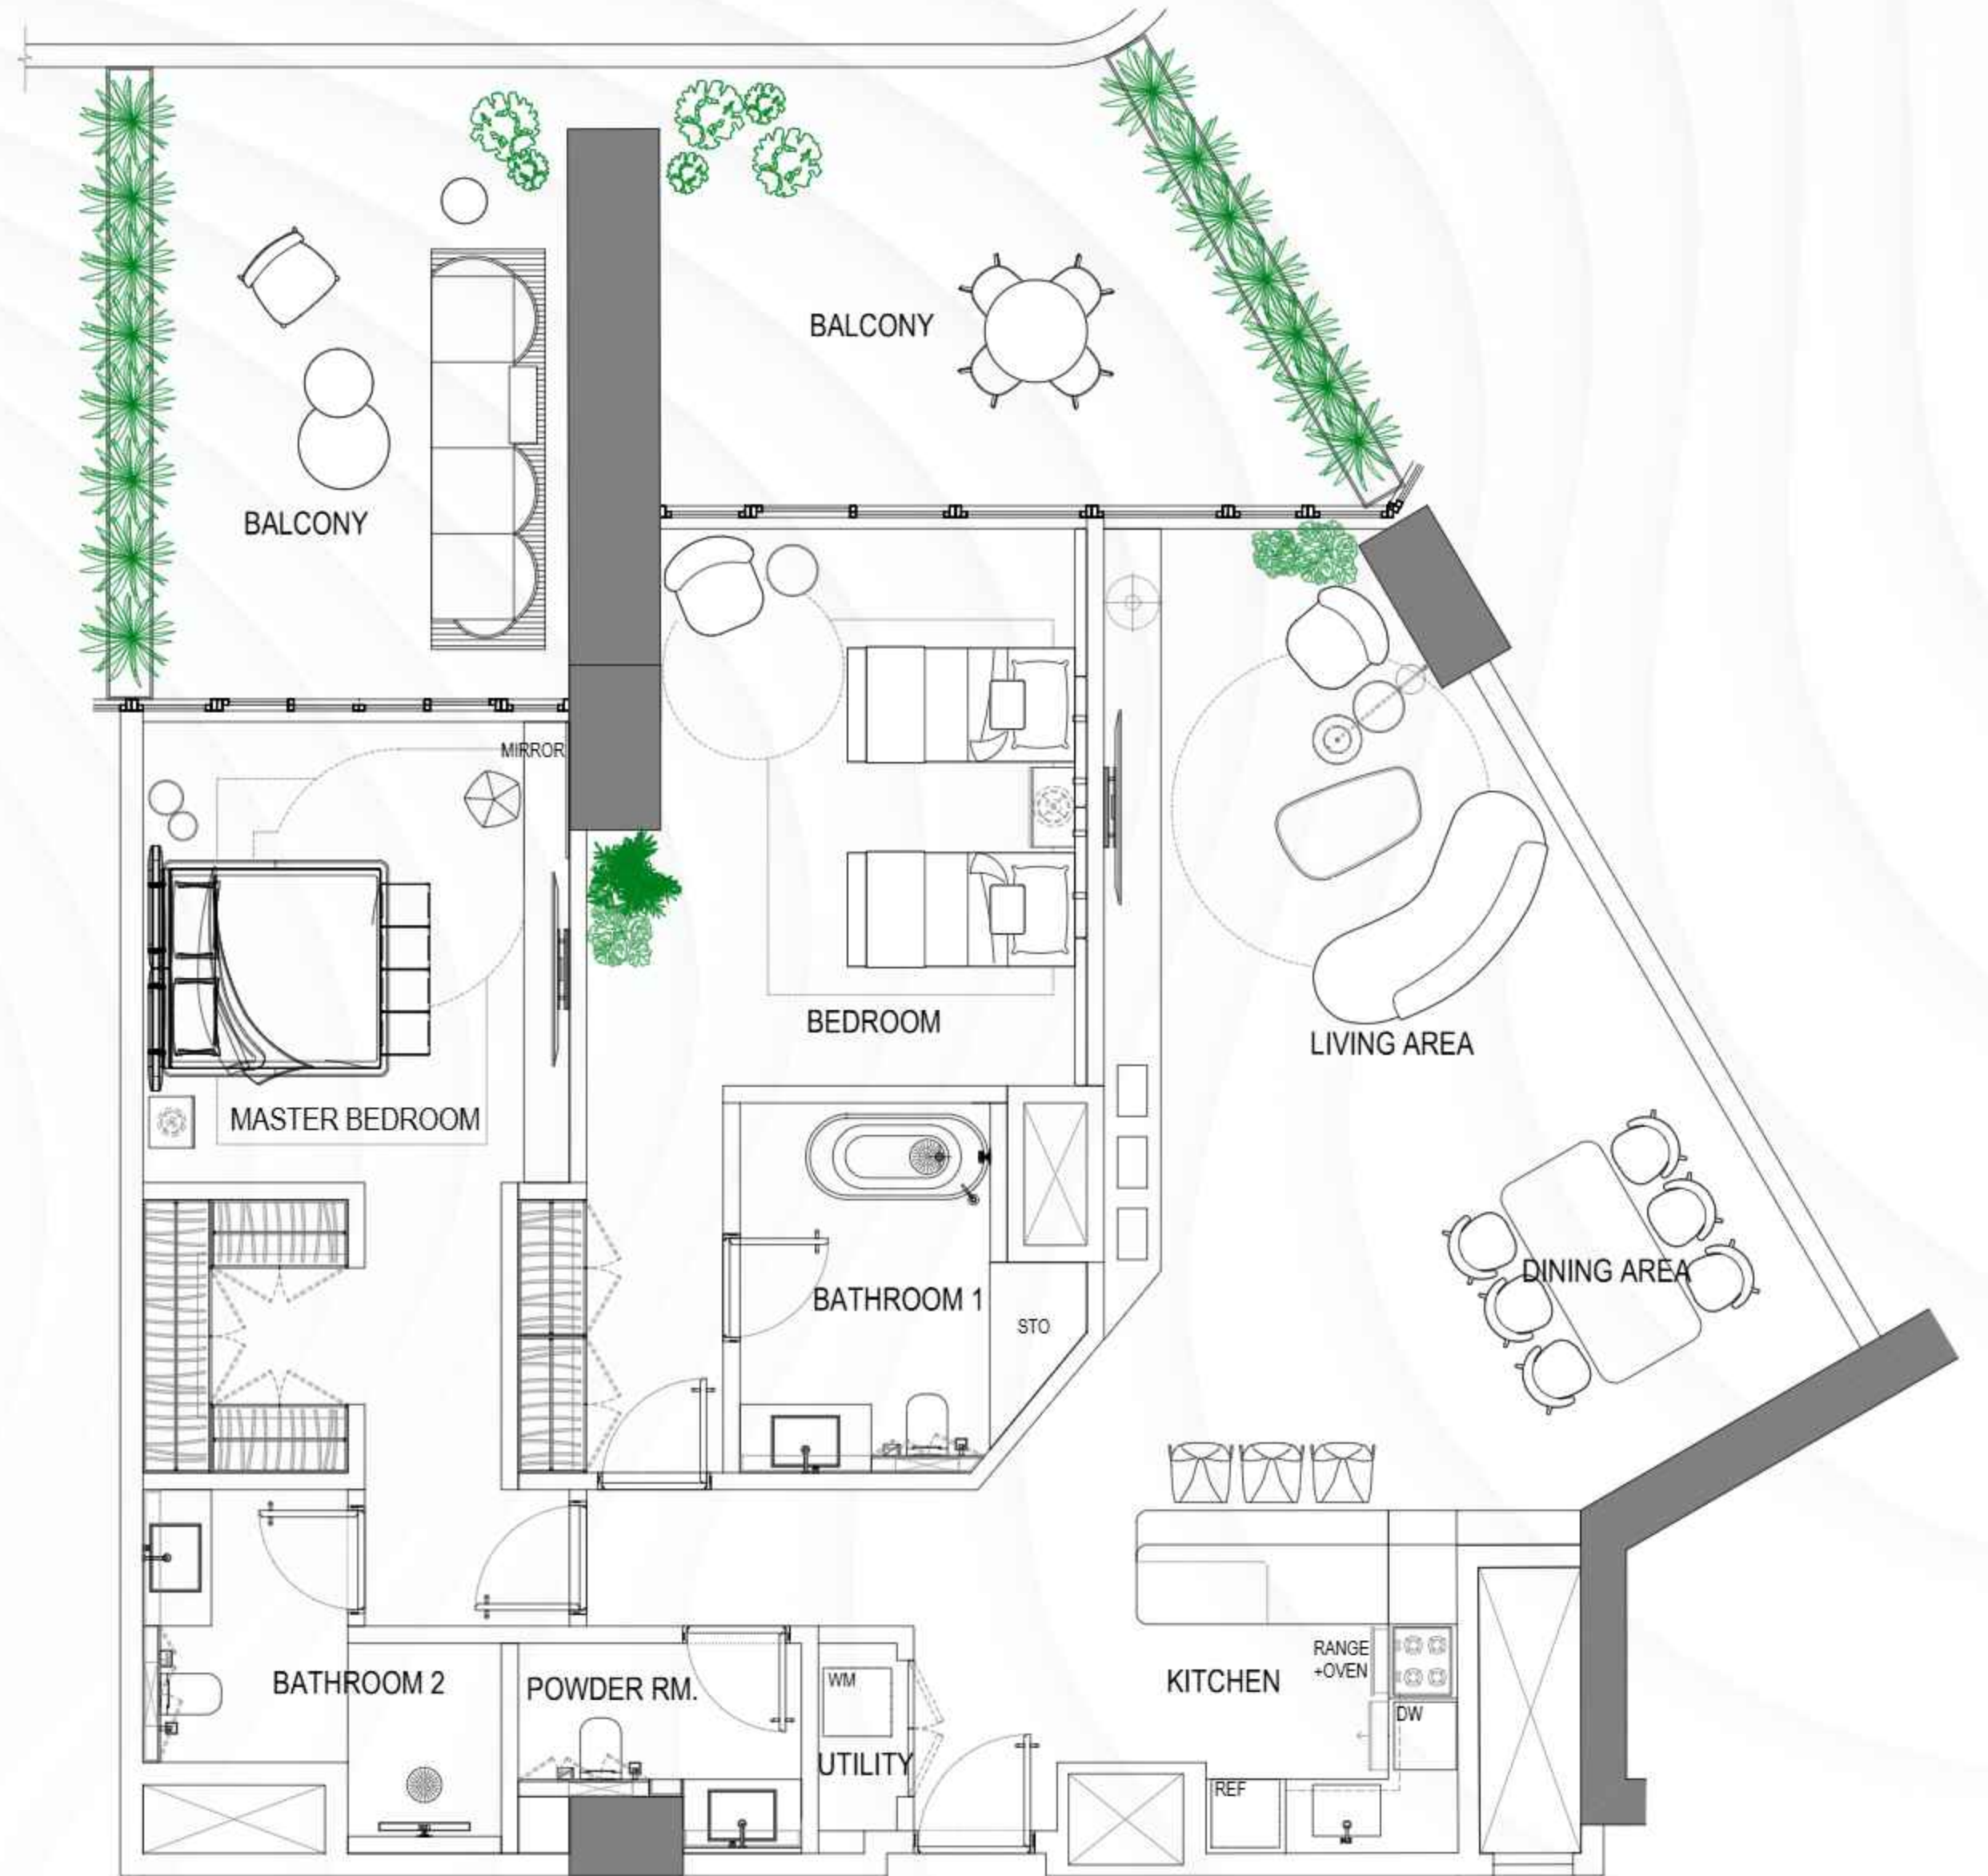 BALCONY
BALCONY
MIRROR
BEDROOM
LIVING AREA
MASTER BEDROOM
DINING AREA
BATHROOM 1
STO
RANGE
+OVEN
KITCHEN
BATHROOM 2
POWDER RM.
WM
DW
UTILITY
REF